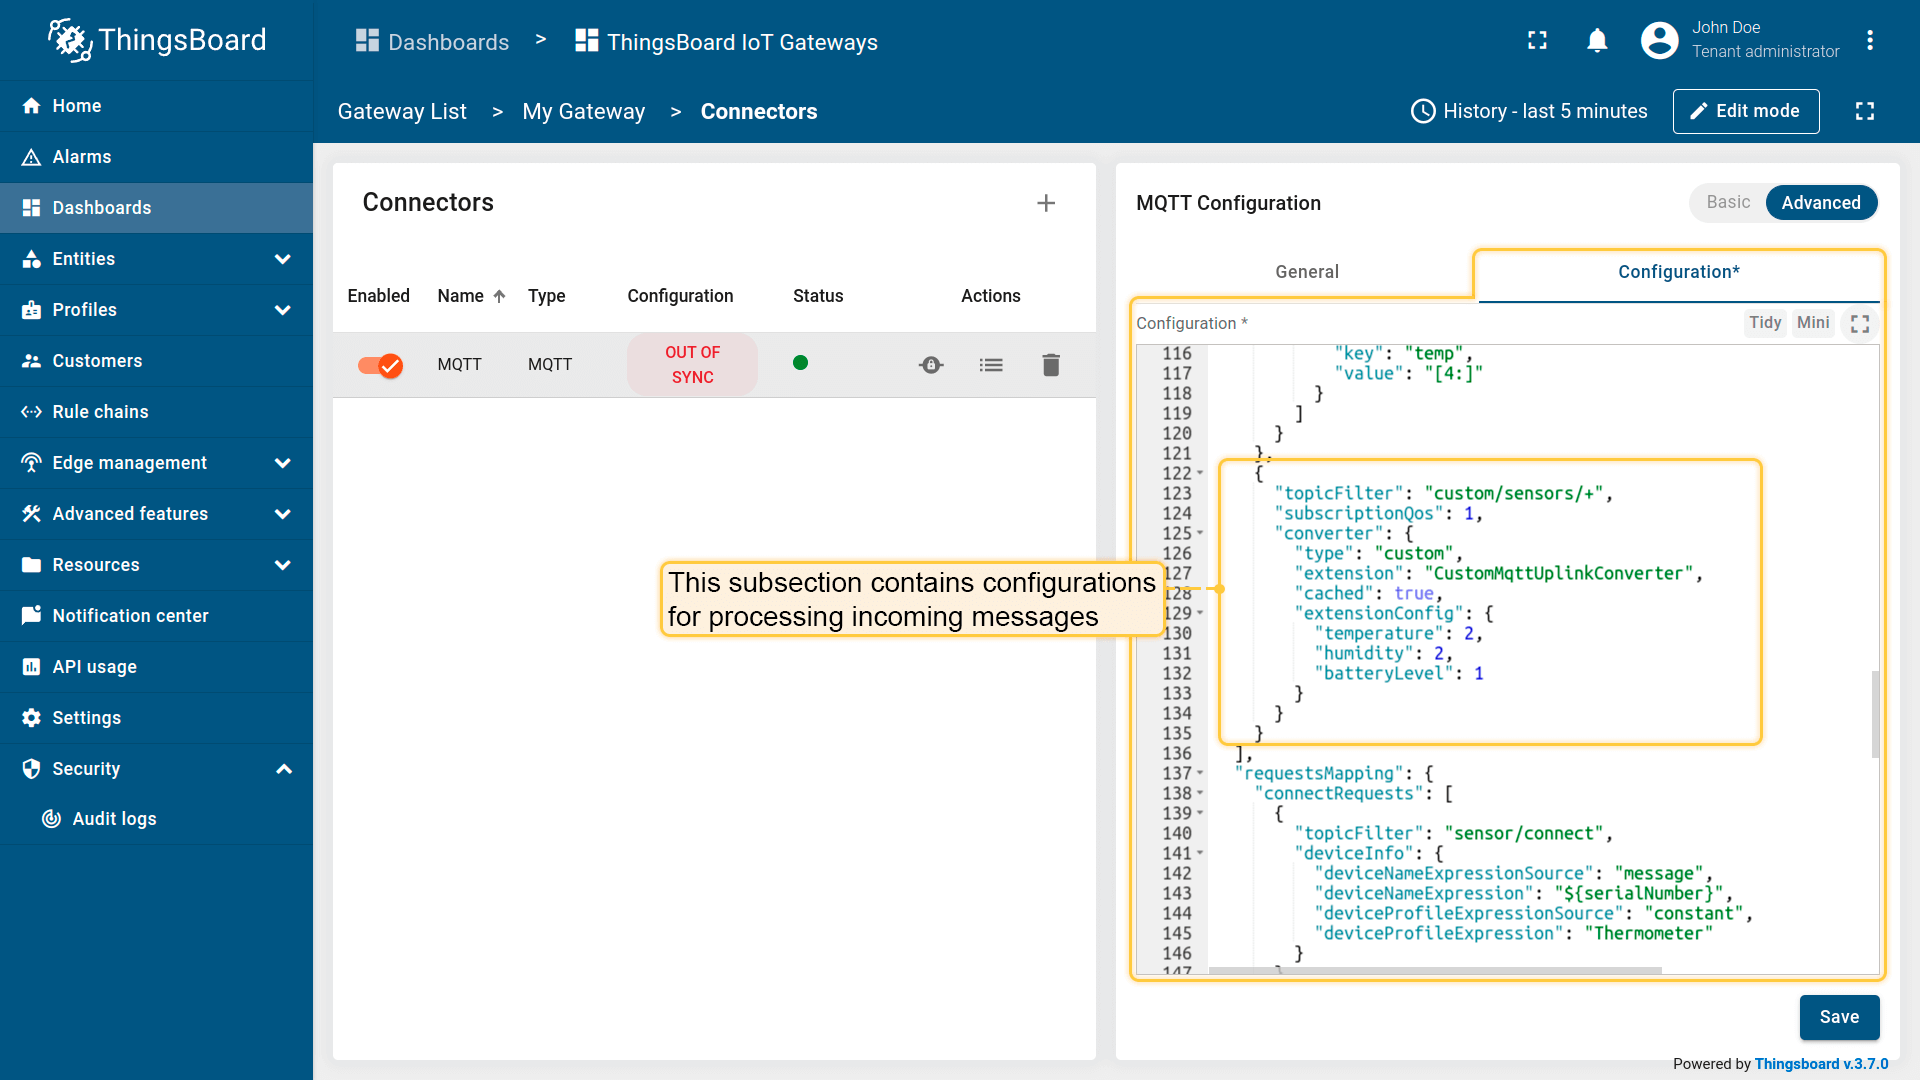 ThingsBoard
Dashboards > ThingsBoard IoT Gateways
John Doe
Tenant administrator
Gateway List > My Gateway > Connectors
History - last 5 minutes
Edit mode
Home
Alarms
Dashboards
Entities
Profiles
Customers
Rule chains
Edge management
Advanced features
Resources
Notification center
API usage
Settings
Security
Audit logs
Connectors
Enabled Name Type Configuration Status Actions
MQTT MQTT OUT OF
SYNC
This subsection contains configurations
for processing incoming messages
MQTT Configuration
Basic Advanced
General Configuration*
Configuration *
Tidy Mini
116 "key": "temp",
117 "value": "[4:]"
118 }
119 ]
120 }
121 },
122 {
123 "topicFilter": "custom/sensors/+",
124 "subscriptionQos": 1,
125 "converter": {
126 "type": "custom",
127 "extension": "CustomMqttUplinkConverter",
128 "cached": true,
129 "extensionConfig": {
130 "temperature": 2,
131 "humidity": 2,
132 "batteryLevel": 1
133 }
134 }
135 }
136 ],
137 "requestsMapping": {
138 "connectRequests": [
139 {
140 "topicFilter": "sensor/connect",
141 "deviceInfo": {
142 "deviceNameExpressionSource": "message",
143 "deviceNameExpression": "${serialNumber}",
144 "deviceProfileExpressionSource": "constant",
145 "deviceProfileExpression": "Thermometer"
146 }
147 }
Save
Powered by Thingsboard v.3.7.0